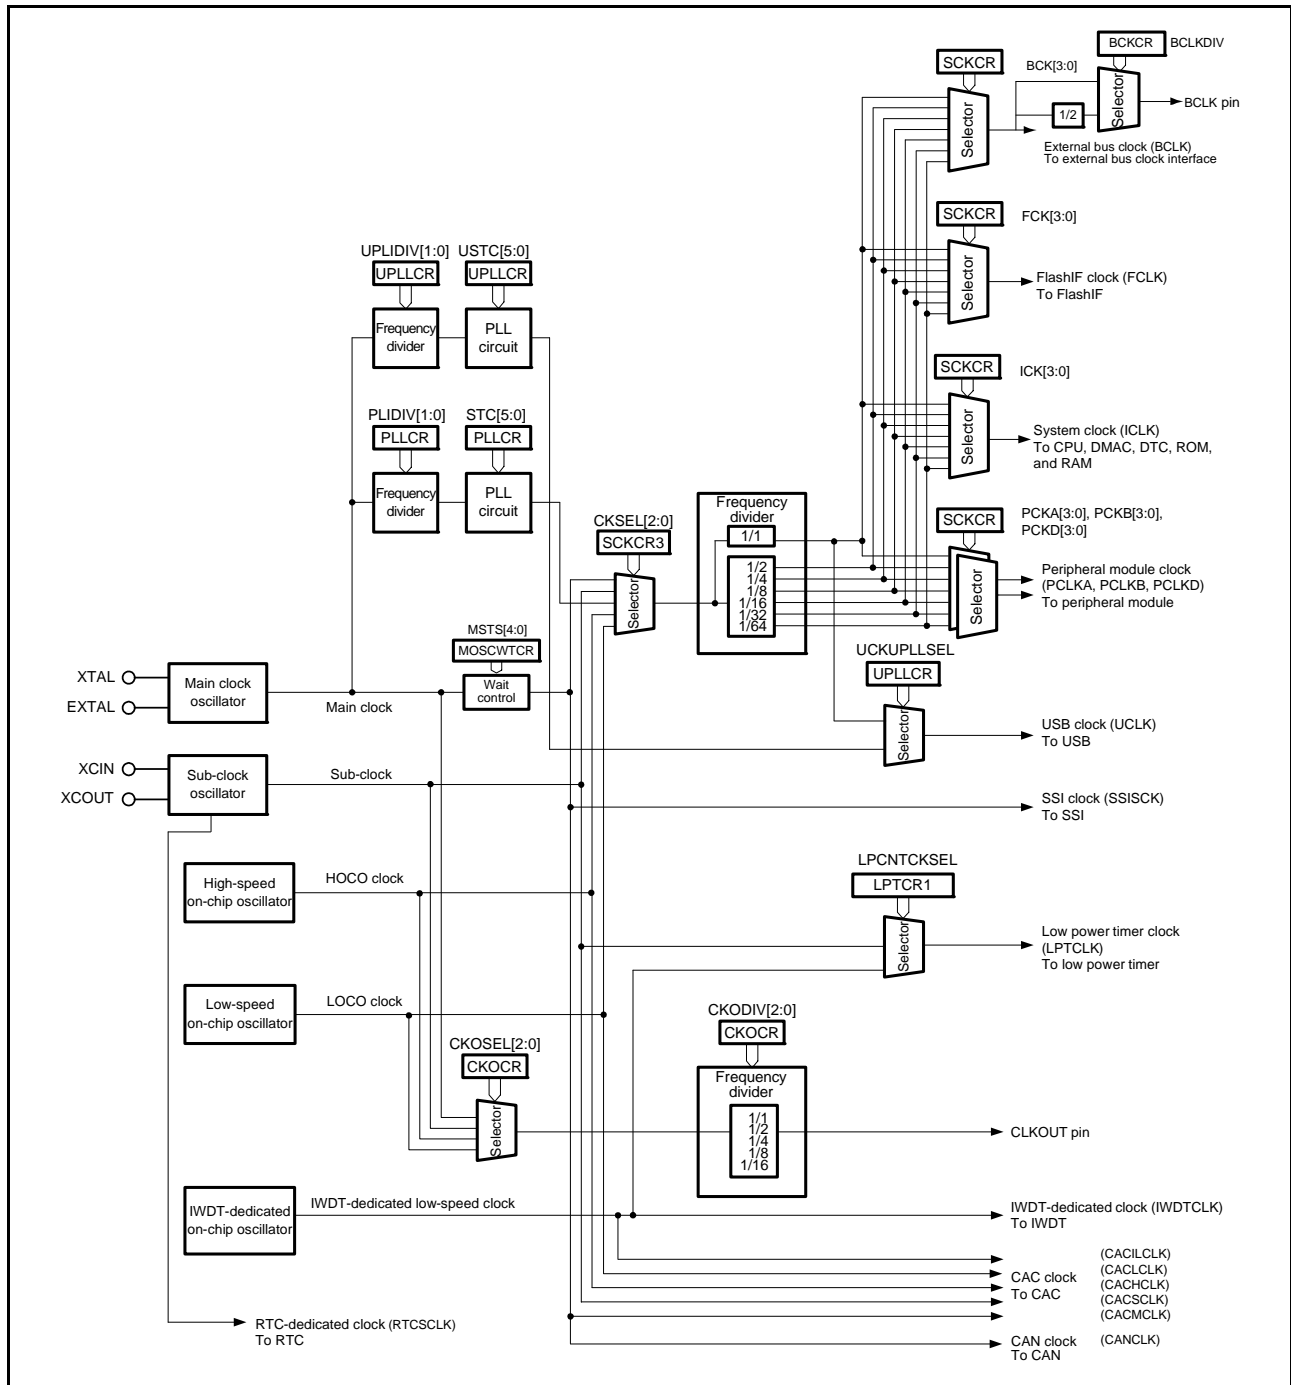 BCKCR BCLKDIV
SCKCR
BCK[3:0]
Selector
Selector
1/2
BCLK pin
External bus clock (BCLK)
To external bus clock interface
SCKCR FCK[3:0]
Selector
FlashIF clock (FCLK)
To FlashIF
UPLIDIV[1:0] USTC[5:0]
UPLLCR UPLLCR
Frequency
divider
PLL
circuit
SCKCR ICK[3:0]
Selector
System clock (ICLK)
To CPU, DMAC, DTC, ROM,
and RAM
PLIDIV[1:0] STC[5:0]
PLLCR PLLCR
Frequency
divider
PLL
circuit
CKSEL[2:0]
SCKCR3
Selector
Frequency
divider
1/1
1/2
1/4
1/8
1/16
1/32
1/64
SCKCR
PCKA[3:0], PCKB[3:0],
PCKD[3:0]
Selector
Peripheral module clock
(PCLKA, PCLKB, PCLKD)
To peripheral module
MSTS[4:0]
MOSCWTCR
Wait
control
XTAL
EXTAL
Main clock
oscillator
Main clock
UCKUPLLSEL
UPLLCR
Selector
USB clock (UCLK)
To USB
XCIN
XCOUT
Sub-clock
oscillator
Sub-clock
SSI clock (SSISCK)
To SSI
High-speed
on-chip oscillator
HOCO clock
LPCNTCKSEL
LPTCR1
Selector
Low power timer clock
(LPTCLK)
To low power timer
Low-speed
on-chip oscillator
LOCO clock
CKOSEL[2:0]
CKOCR
Selector
CKODIV[2:0]
CKOCR
Frequency
divider
1/1
1/2
1/4
1/8
1/16
CLKOUT pin
IWDT-dedicated
on-chip oscillator
IWDT-dedicated low-speed clock
IWDT-dedicated clock (IWDTCLK)
To IWDT
CAC clock
To CAC
(CACILCLK)
(CACLCLK)
(CACHCLK)
(CACSCLK)
(CACMCLK)
RTC-dedicated clock (RTCSCLK)
To RTC
CAN clock (CANCLK)
To CAN